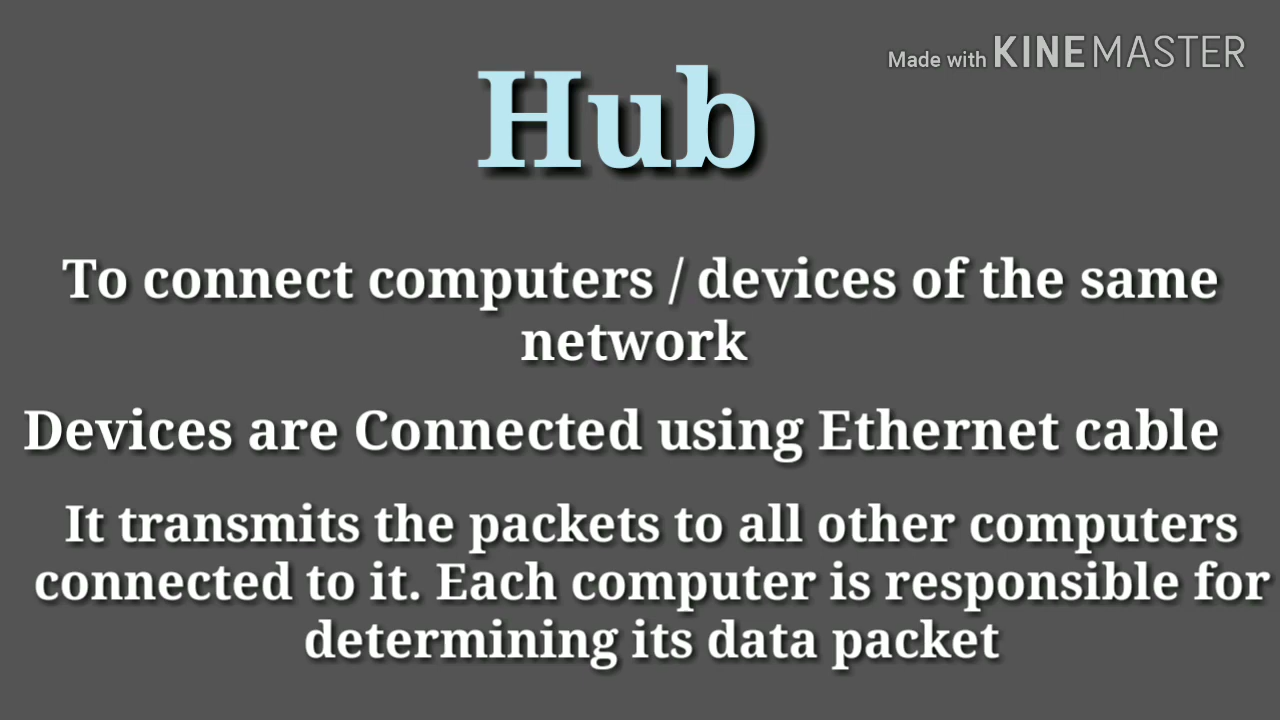 Made with KINEMASTER
Hub
To connect computers / devices of the same
network
Devices are Connected using Ethernet cable
It transmits the packets to all other computers
connected to it. Each computer is responsible for
determining its data packet